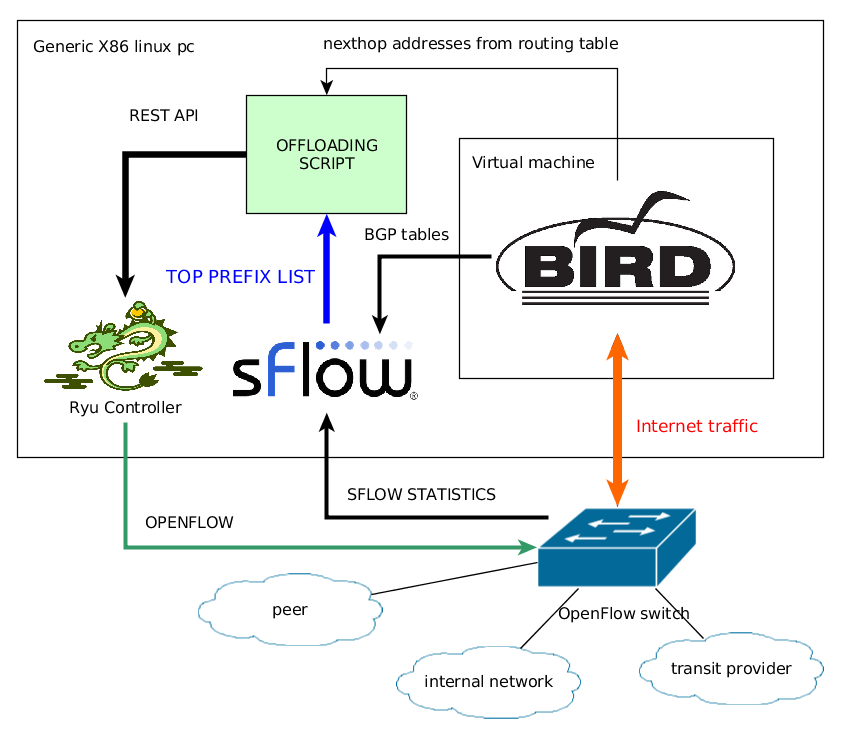 nexthop addresses from routing table
Generic X86 linux pc
REST API
OFFLOADING
SCRIPT
Virtual machine
BGP tables
BIRD
TOP PREFIX LIST
sFlow®
Ryu Controller
Internet traffic
SFLOW STATISTICS
OPENFLOW
peer
OpenFlow switch
internal network
transit provider